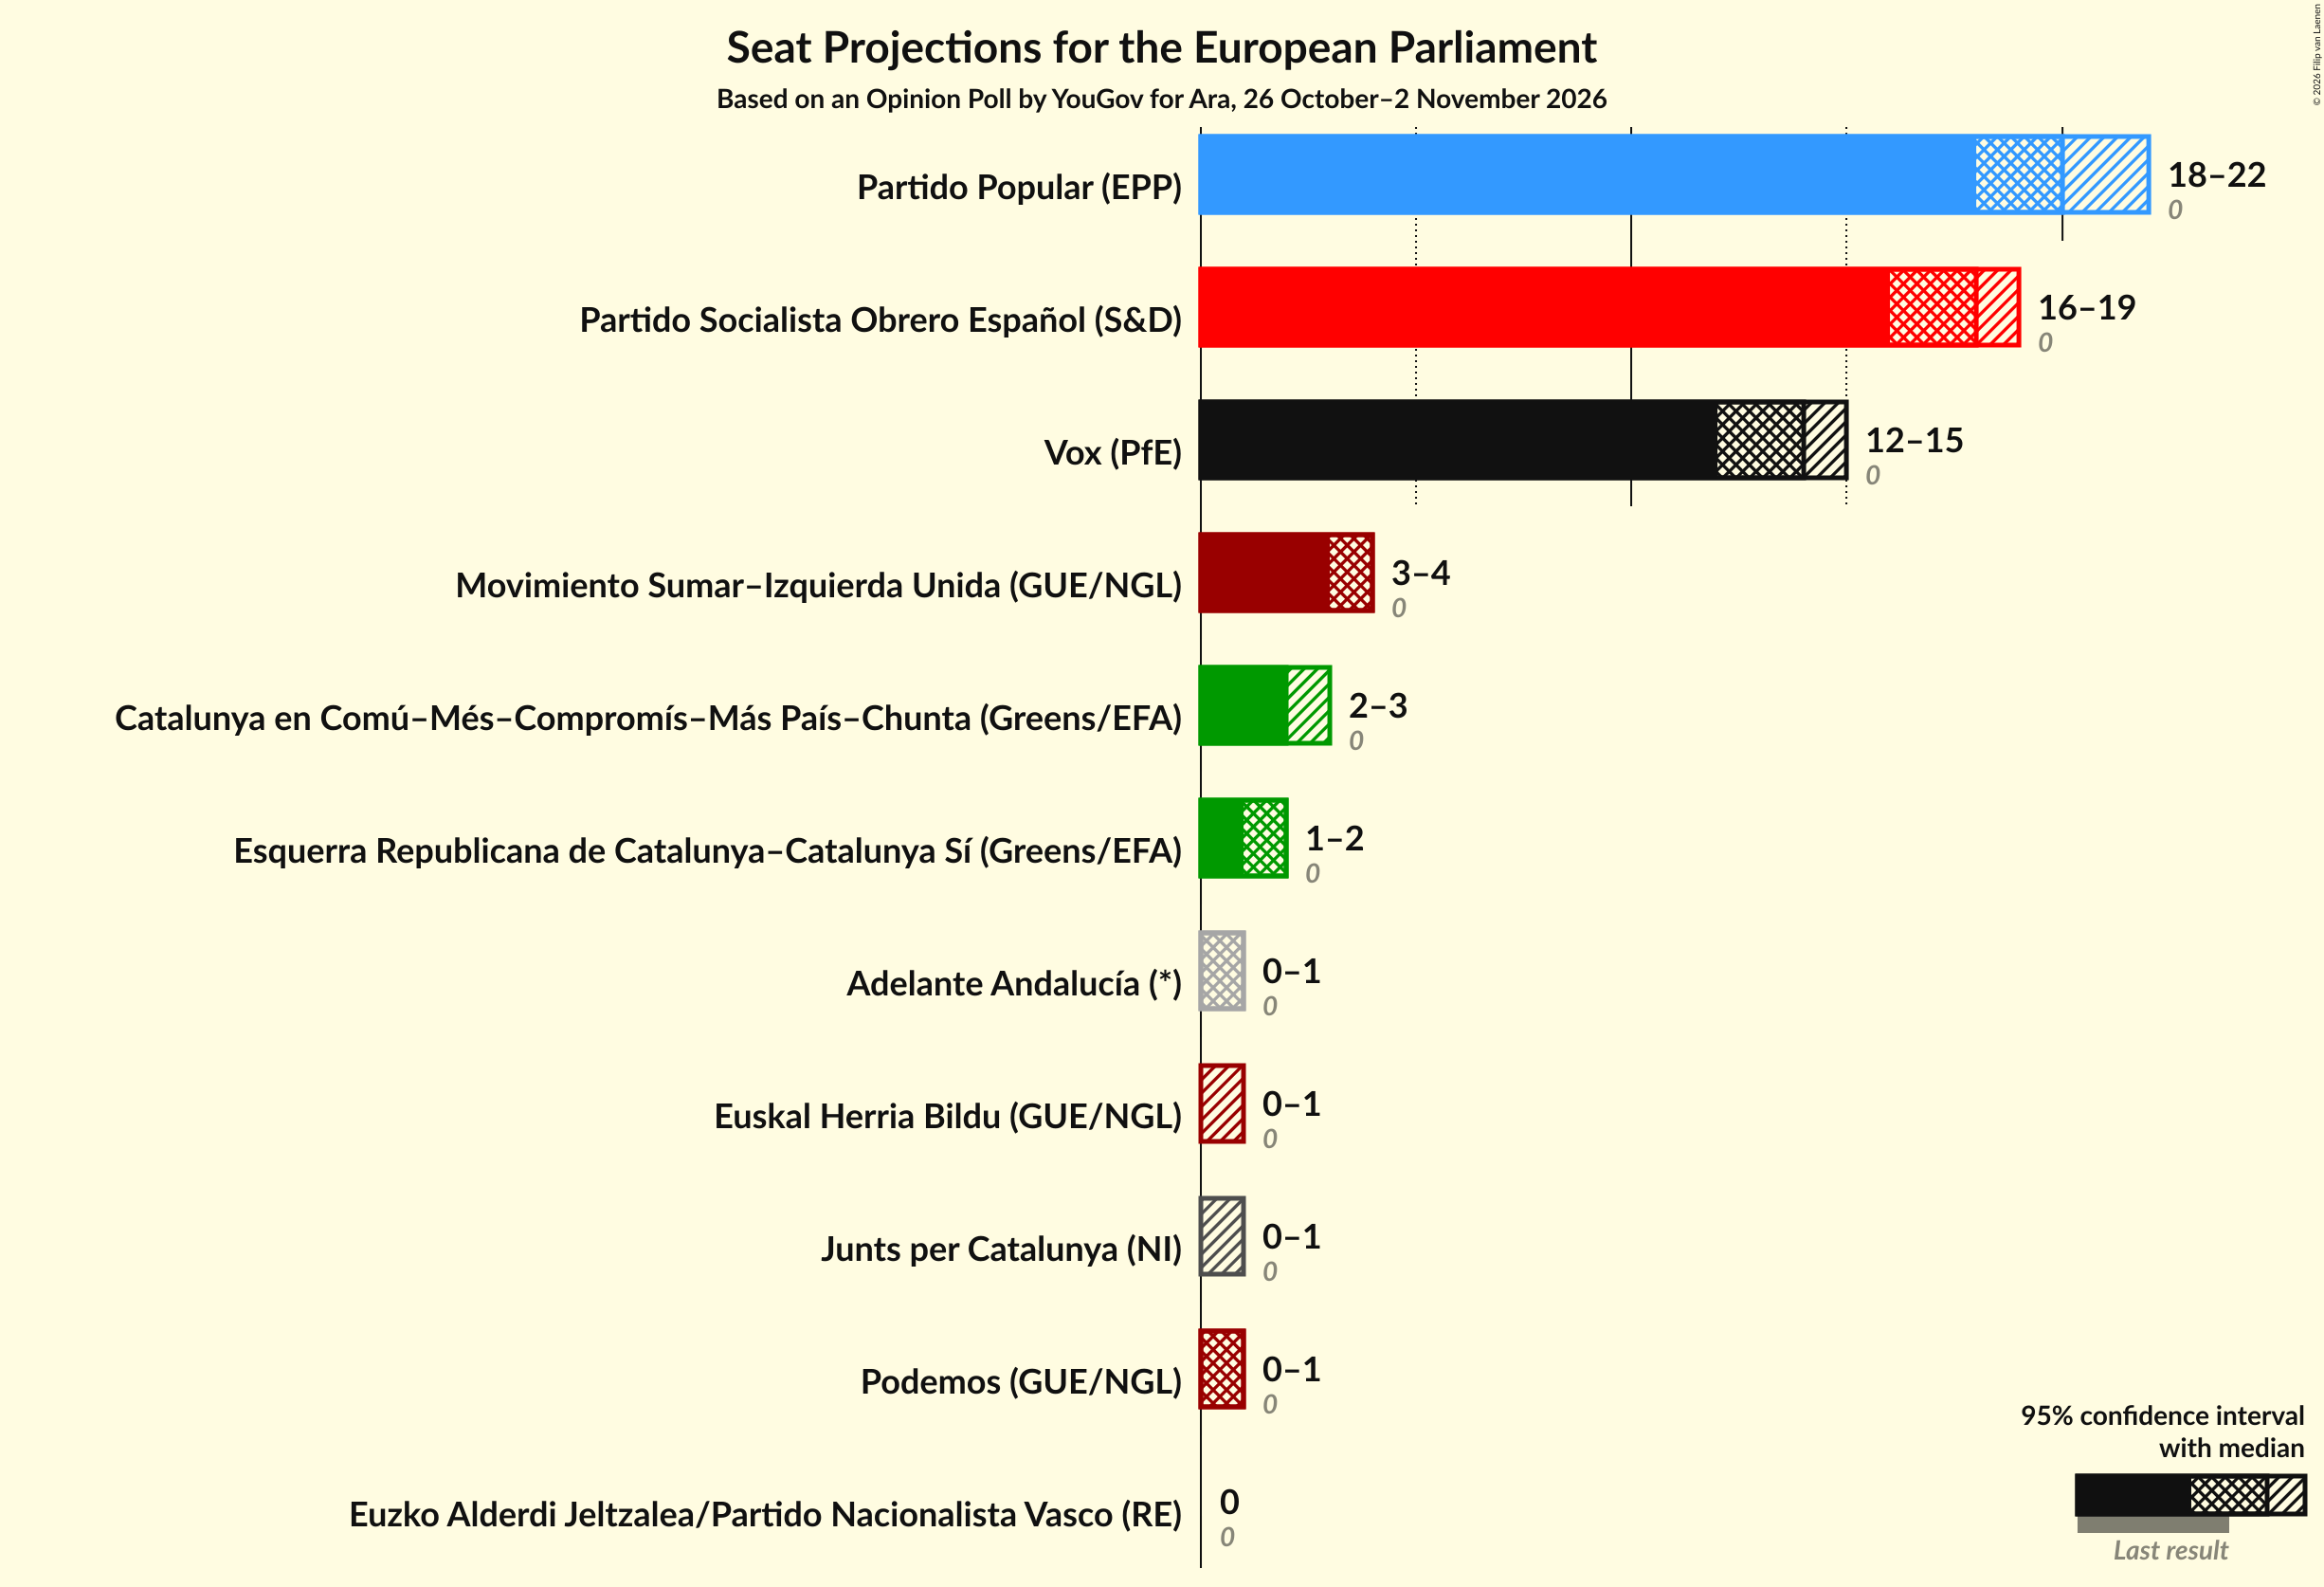 Seat Projections for the European Parliament
Based on an Opinion Poll by YouGov for Ara, 26 October–2 November 2026
© 2026 Filip van Laenen
Partido Popular (EPP)
18–22
0
Partido Socialista Obrero Español (S&D)
16–19
0
Vox (PfE)
12–15
0
Movimiento Sumar–Izquierda Unida (GUE/NGL)
3–4
0
Catalunya en Comú–Més–Compromís–Más País–Chunta (Greens/EFA)
2–3
0
Esquerra Republicana de Catalunya–Catalunya Sí (Greens/EFA)
1–2
0
Adelante Andalucía (*)
0–1
0
Euskal Herria Bildu (GUE/NGL)
0–1
0
Junts per Catalunya (NI)
0–1
0
Podemos (GUE/NGL)
0–1
0
Euzko Alderdi Jeltzalea/Partido Nacionalista Vasco (RE)
0
0
95% confidence interval
with median
Last result